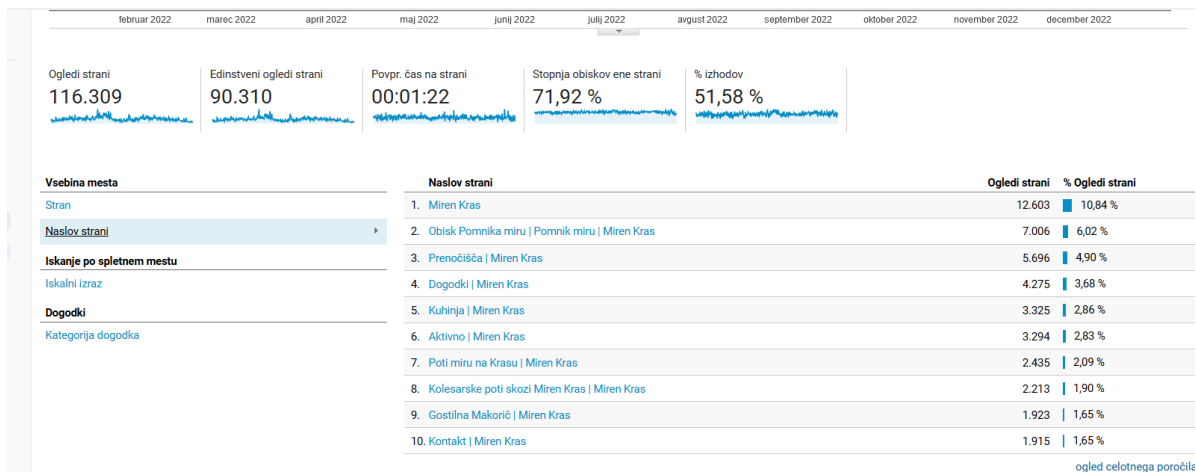 februar 2022 marec 2022 april 2022 maj 2022 junij 2022 julij 2022 avgust 2022 september 2022 oktober 2022 november 2022 december 2022
Ogledi strani Edinstveni ogledi strani Povpr. čas na strani Stopnja obiskov ene strani % izhodov
116.309 90.310 00:01:22 71,92 % 51,58 %
Vsebina mesta
Stran
Naslov strani
Iskanje po spletnem mestu
Iskalni izraz
Dogodki
Kategorija dogodka
Naslov strani Ogledi strani % Ogledi strani
1. Miren Kras 12.603 10,84 %
2. Obisk Pomnika miru | Pomnik miru | Miren Kras 7.006 6,02 %
3. Prenočišča | Miren Kras 5.696 4,90 %
4. Dogodki | Miren Kras 4.275 3,68 %
5. Kuhinja | Miren Kras 3.325 2,86 %
6. Aktivno | Miren Kras 3.294 2,83 %
7. Poti miru na Krasu | Miren Kras 2.435 2,09 %
8. Kolesarske poti skozi Miren Kras | Miren Kras 2.213 1,90 %
9. Gostilna Makorič | Miren Kras 1.923 1,65 %
10. Kontakt | Miren Kras 1.915 1,65 %
ogled celotnega poročila